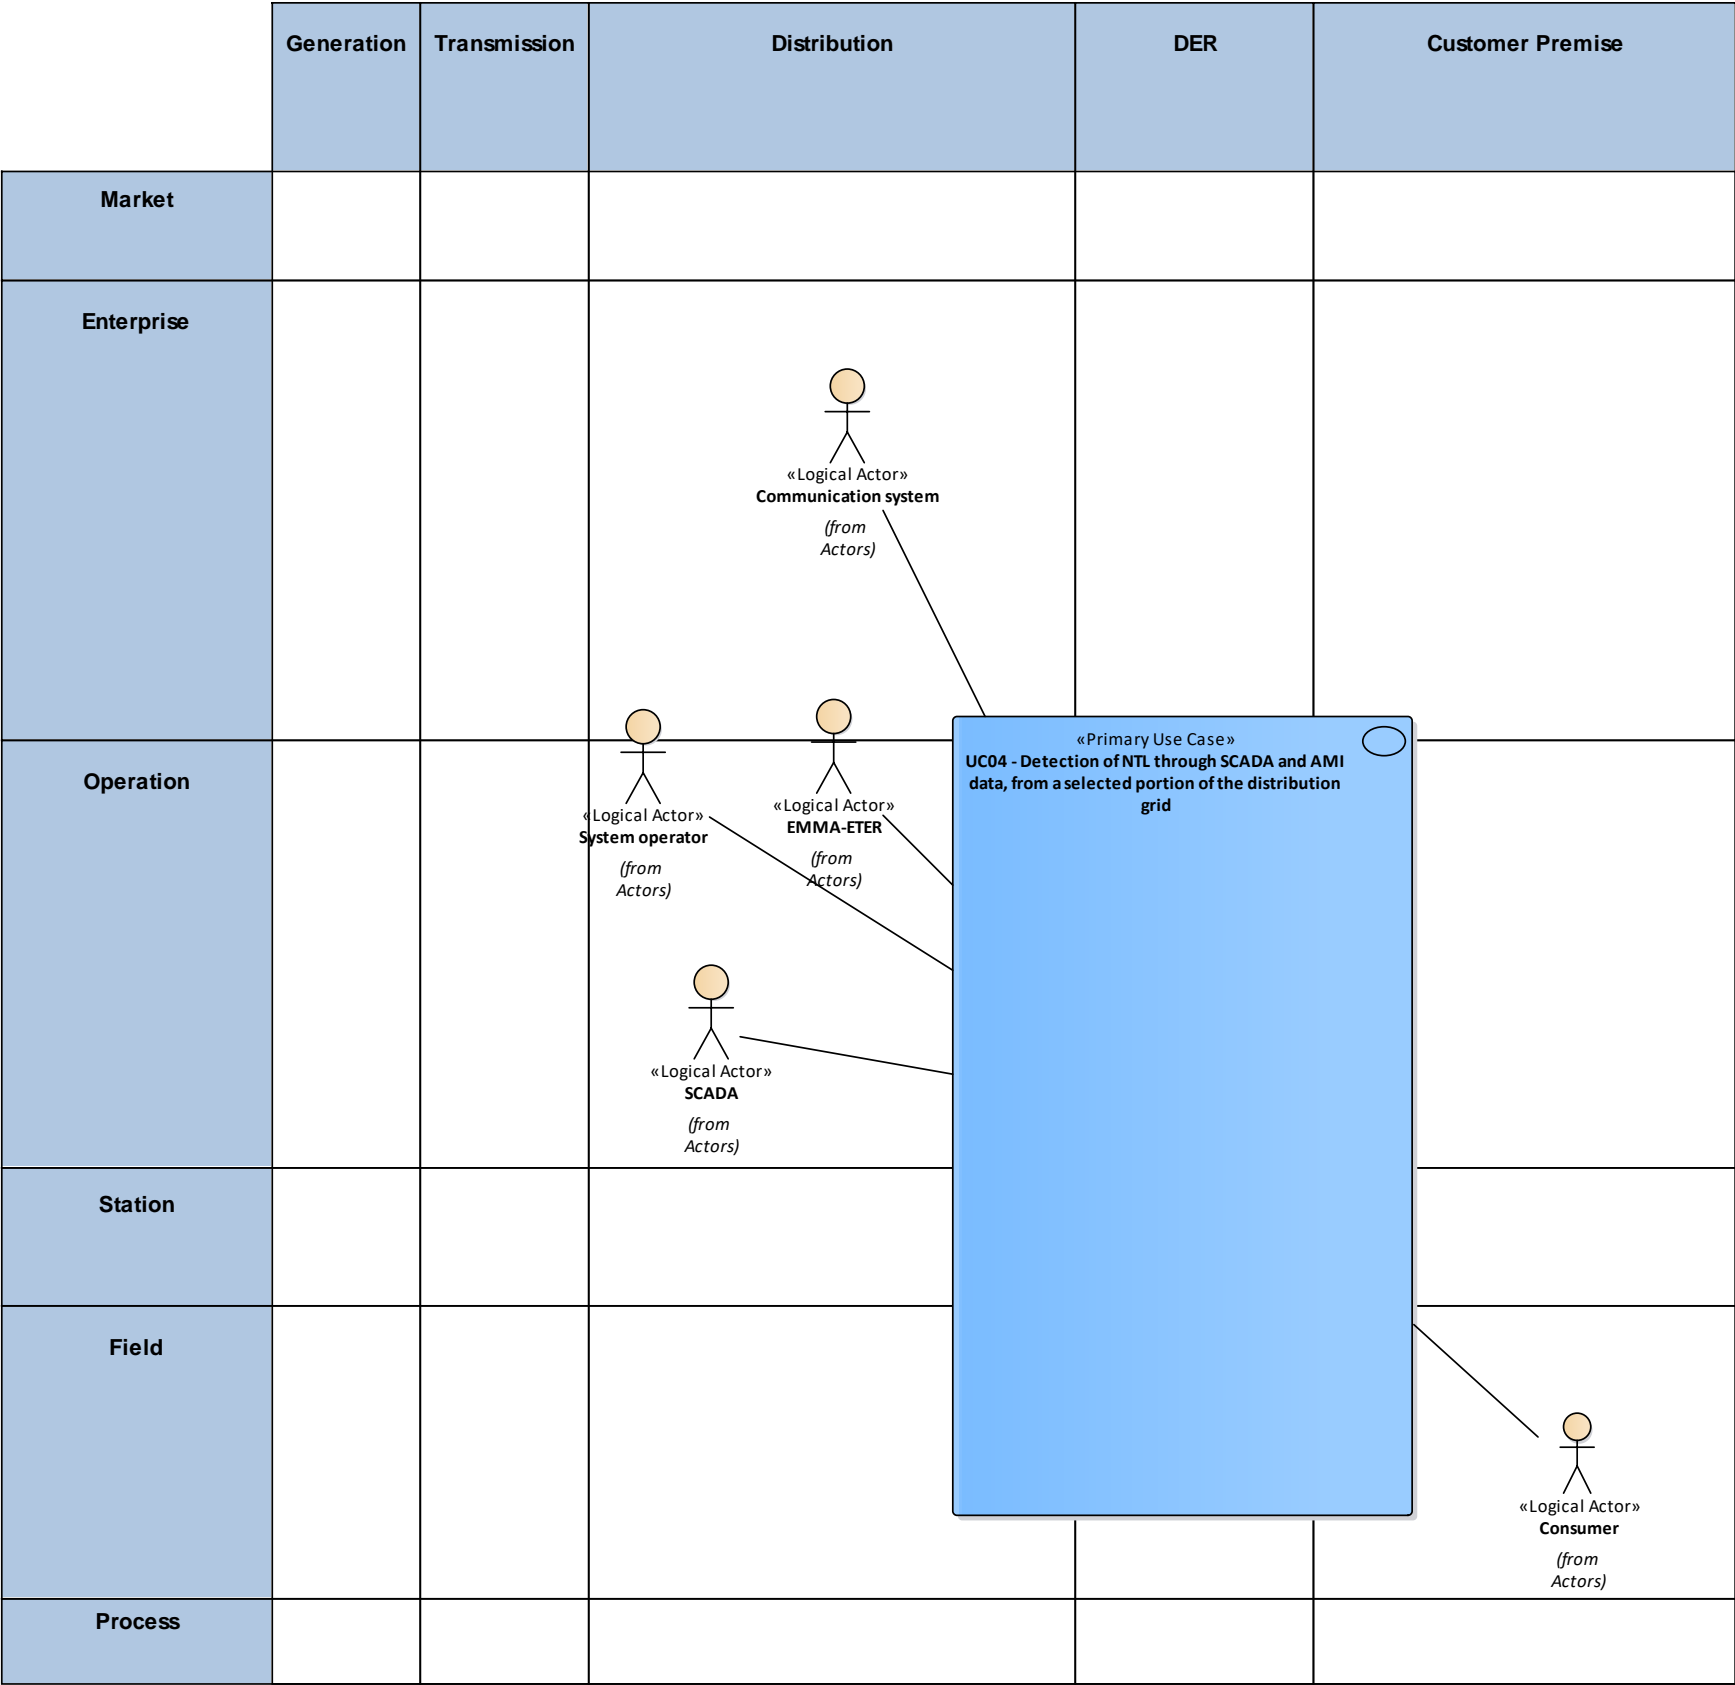 Generation
Transmission
Distribution
DER
Customer Premise
Market
Enterprise
«Logical Actor»
Communication system
(from
Actors)
Operation
«Logical Actor»
System operator
(from
Actors)
«Logical Actor»
EMMA-ETER
(from
Actors)
«Primary Use Case»
UC04 - Detection of NTL through SCADA and AMI
data, from a selected portion of the distribution
grid
«Logical Actor»
SCADA
(from
Actors)
Station
Field
«Logical Actor»
Consumer
(from
Actors)
Process